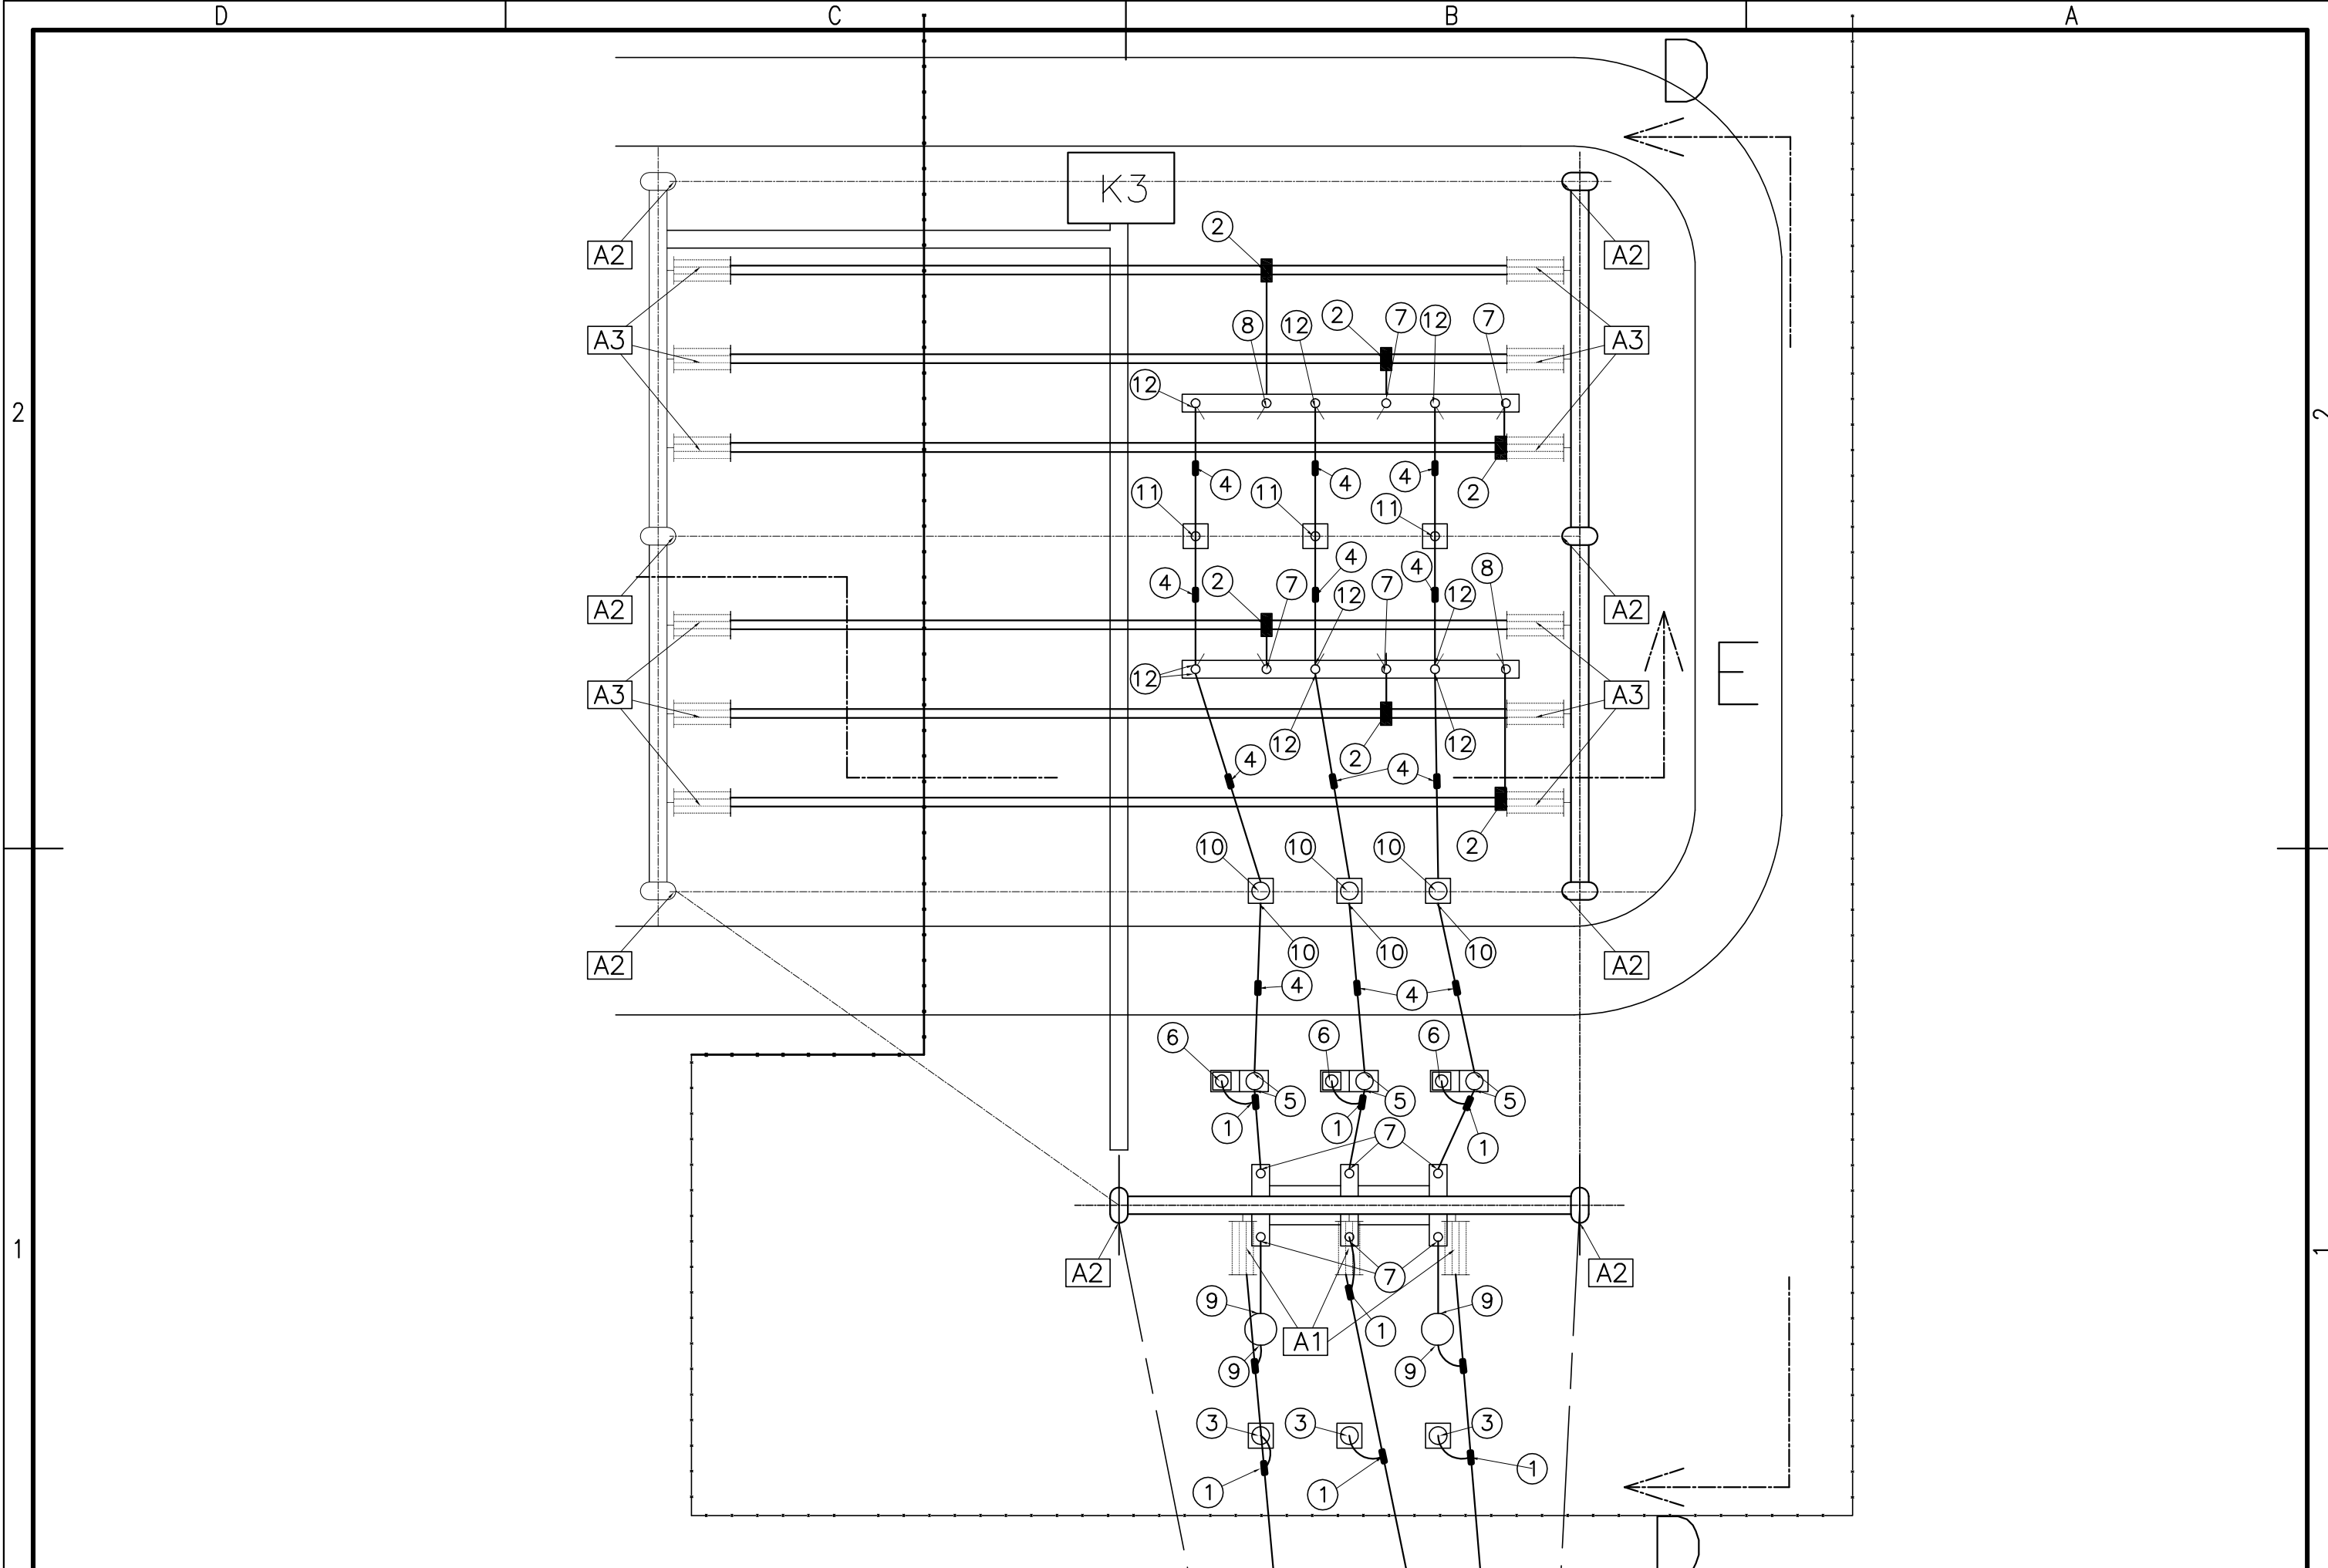 D C B A
D
K3
2
A2 A2
8 12 2 7 12 7
A3 A3
12
2 2
4 4 4 2
11 11 11
4 4
4 2 7 7 8
12 12
A2 A2
E
12
A3 A3
12 2 12
4 4
10 10 10 2
10 10 10
A2 A2
4 4
6 6 6
5 5 5
1 1 7 1
1 1
A2 7 A2
9 9
A1 1
9 9
3 3 3
1
1 1
D